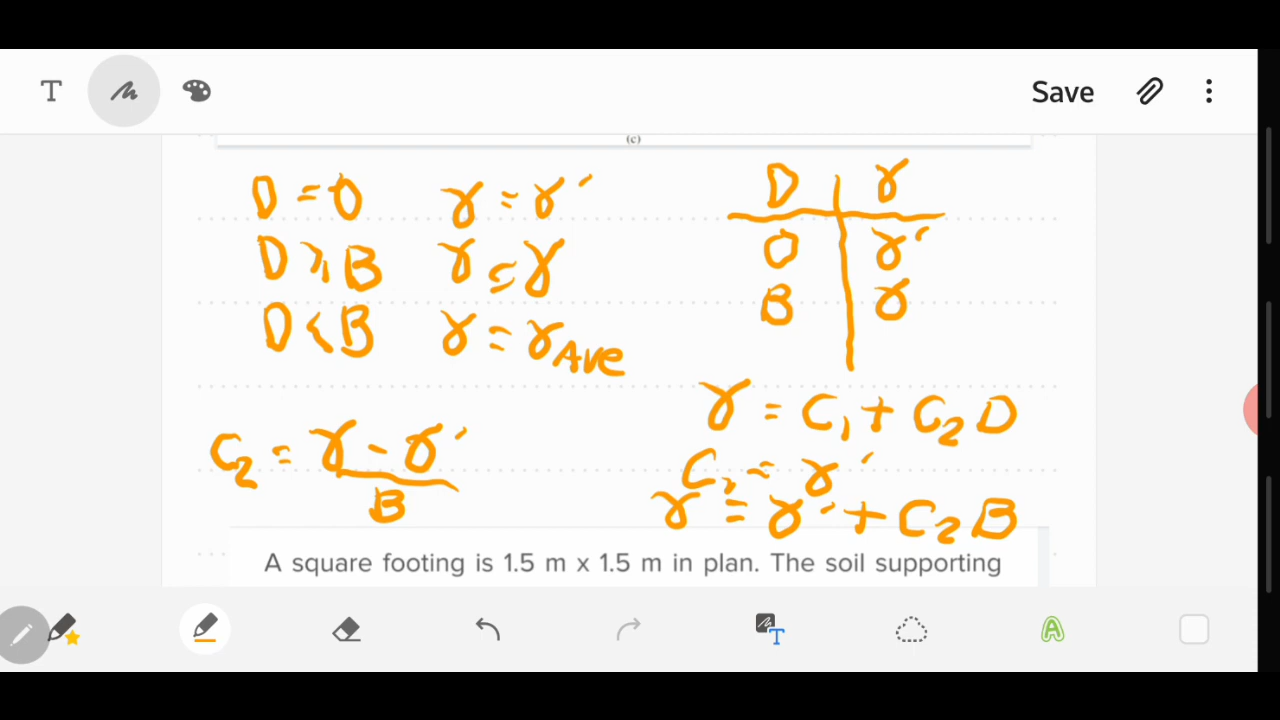 T Save
(c)
D = 0 γ = γ'
D ≥ B γ = γ
D < B γ = γAve
D γ
0 γ'
B γ
γ = C1 + C2 D
C1 = γ'
γ = γ' + C2 B
C2 = γ - γ' / B
A square footing is 1.5 m x 1.5 m in plan. The soil supporting
T A